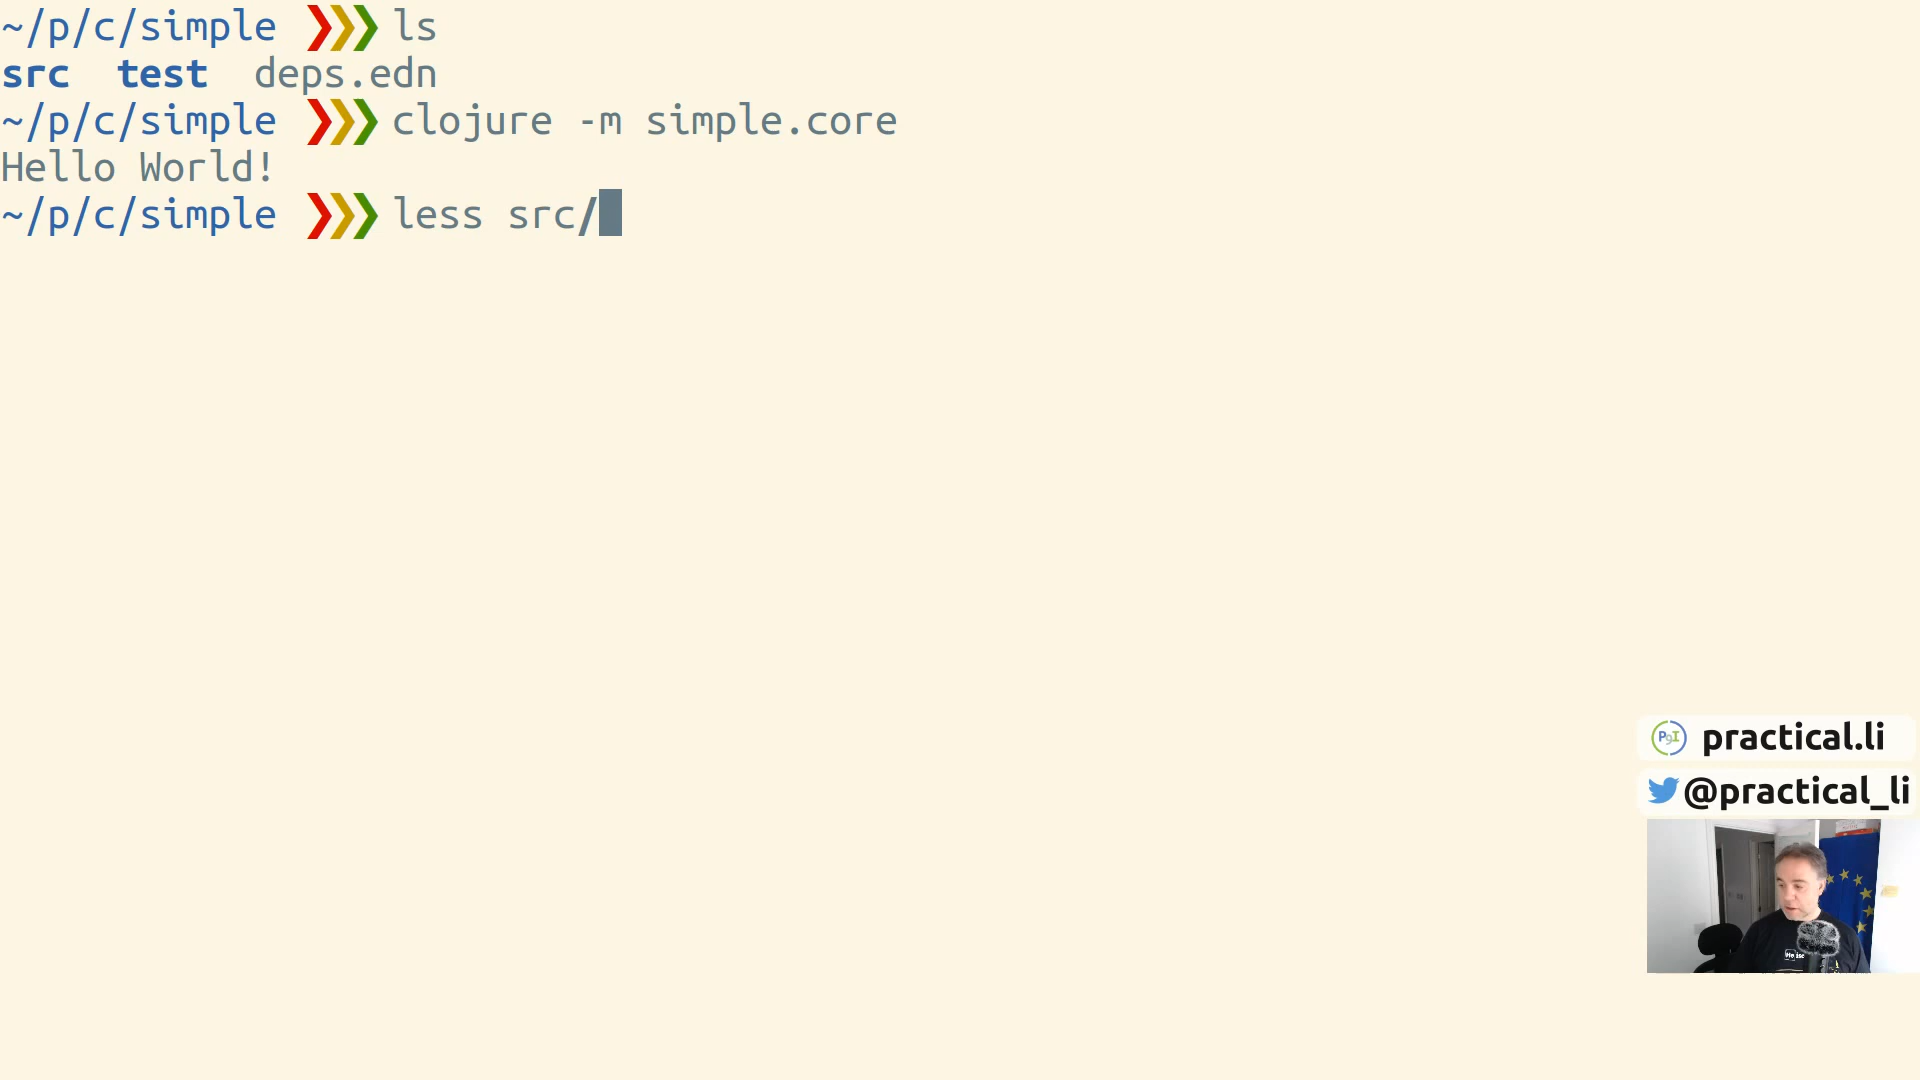 ~/p/c/simple ❯❯❯ ls
src test deps.edn
~/p/c/simple ❯❯❯ clojure -m simple.core
Hello World!
~/p/c/simple ❯❯❯ less src/
practical.li
@practical_li